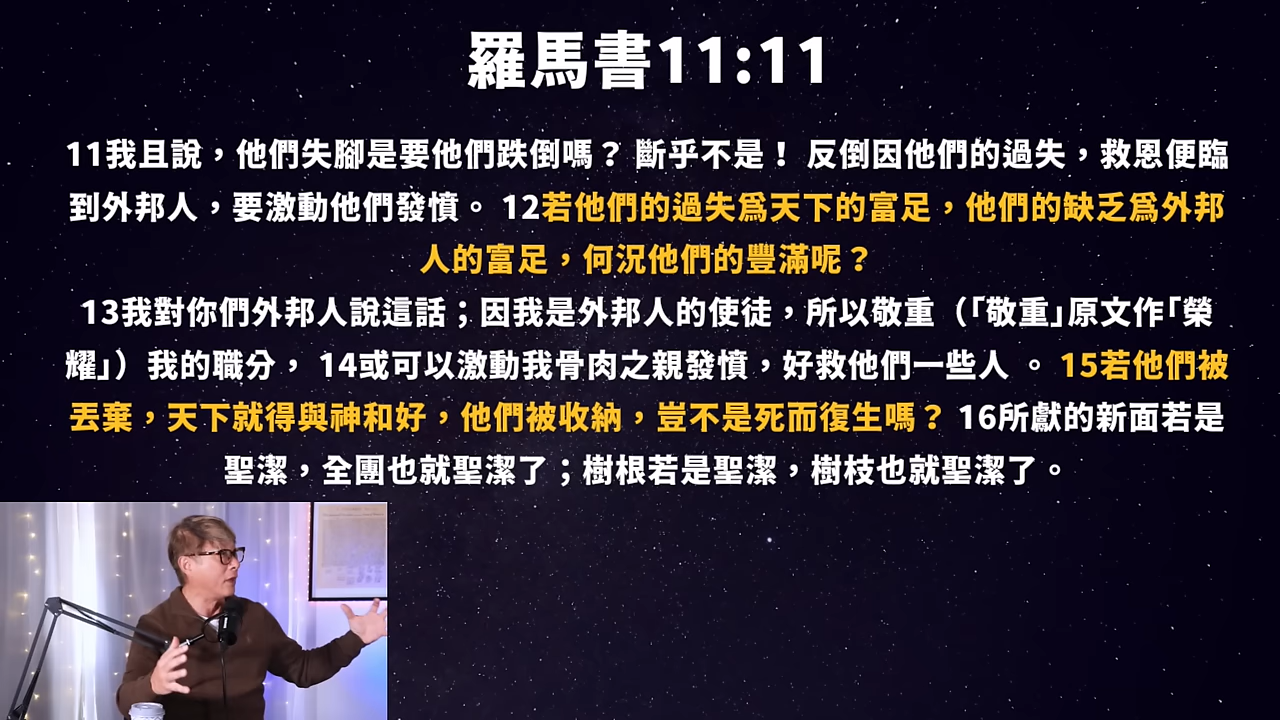 羅馬書11:11
11我且說，他們失腳是要他們跌倒嗎？ 斷乎不是！ 反倒因他們的過失，救恩便臨
到外邦人，要激動他們發憤。 12若他們的過失爲天下的富足，他們的缺乏爲外邦
人的富足，何況他們的豐滿呢？
13我對你們外邦人說這話；因我是外邦人的使徒，所以敬重（｢敬重｣原文作｢榮
耀｣）我的職分， 14或可以激動我骨肉之親發憤，好救他們一些人 。 15若他們被
丟棄，天下就得與神和好，他們被收納，豈不是死而復生嗎？ 16所獻的新面若是
聖潔，全團也就聖潔了；樹根若是聖潔，樹枝也就聖潔了。